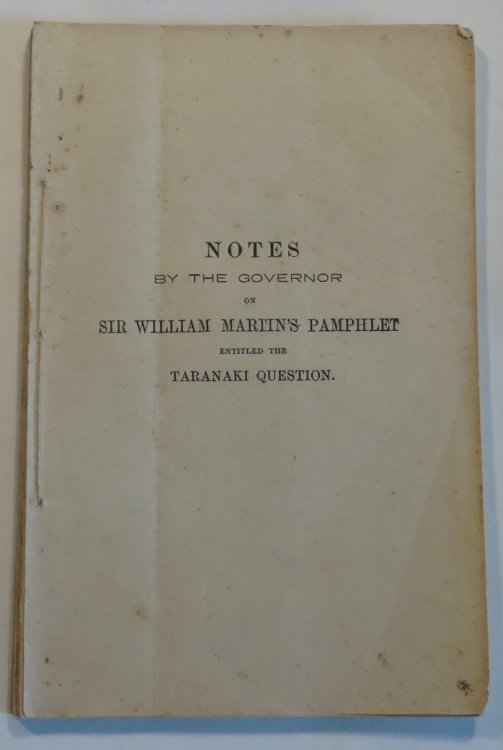 NOTES
BY THE GOVERNOR
ON
SIR WILLIAM MARTIN'S PAMPHLET
ENTITLED THE
TARANAKI QUESTION.